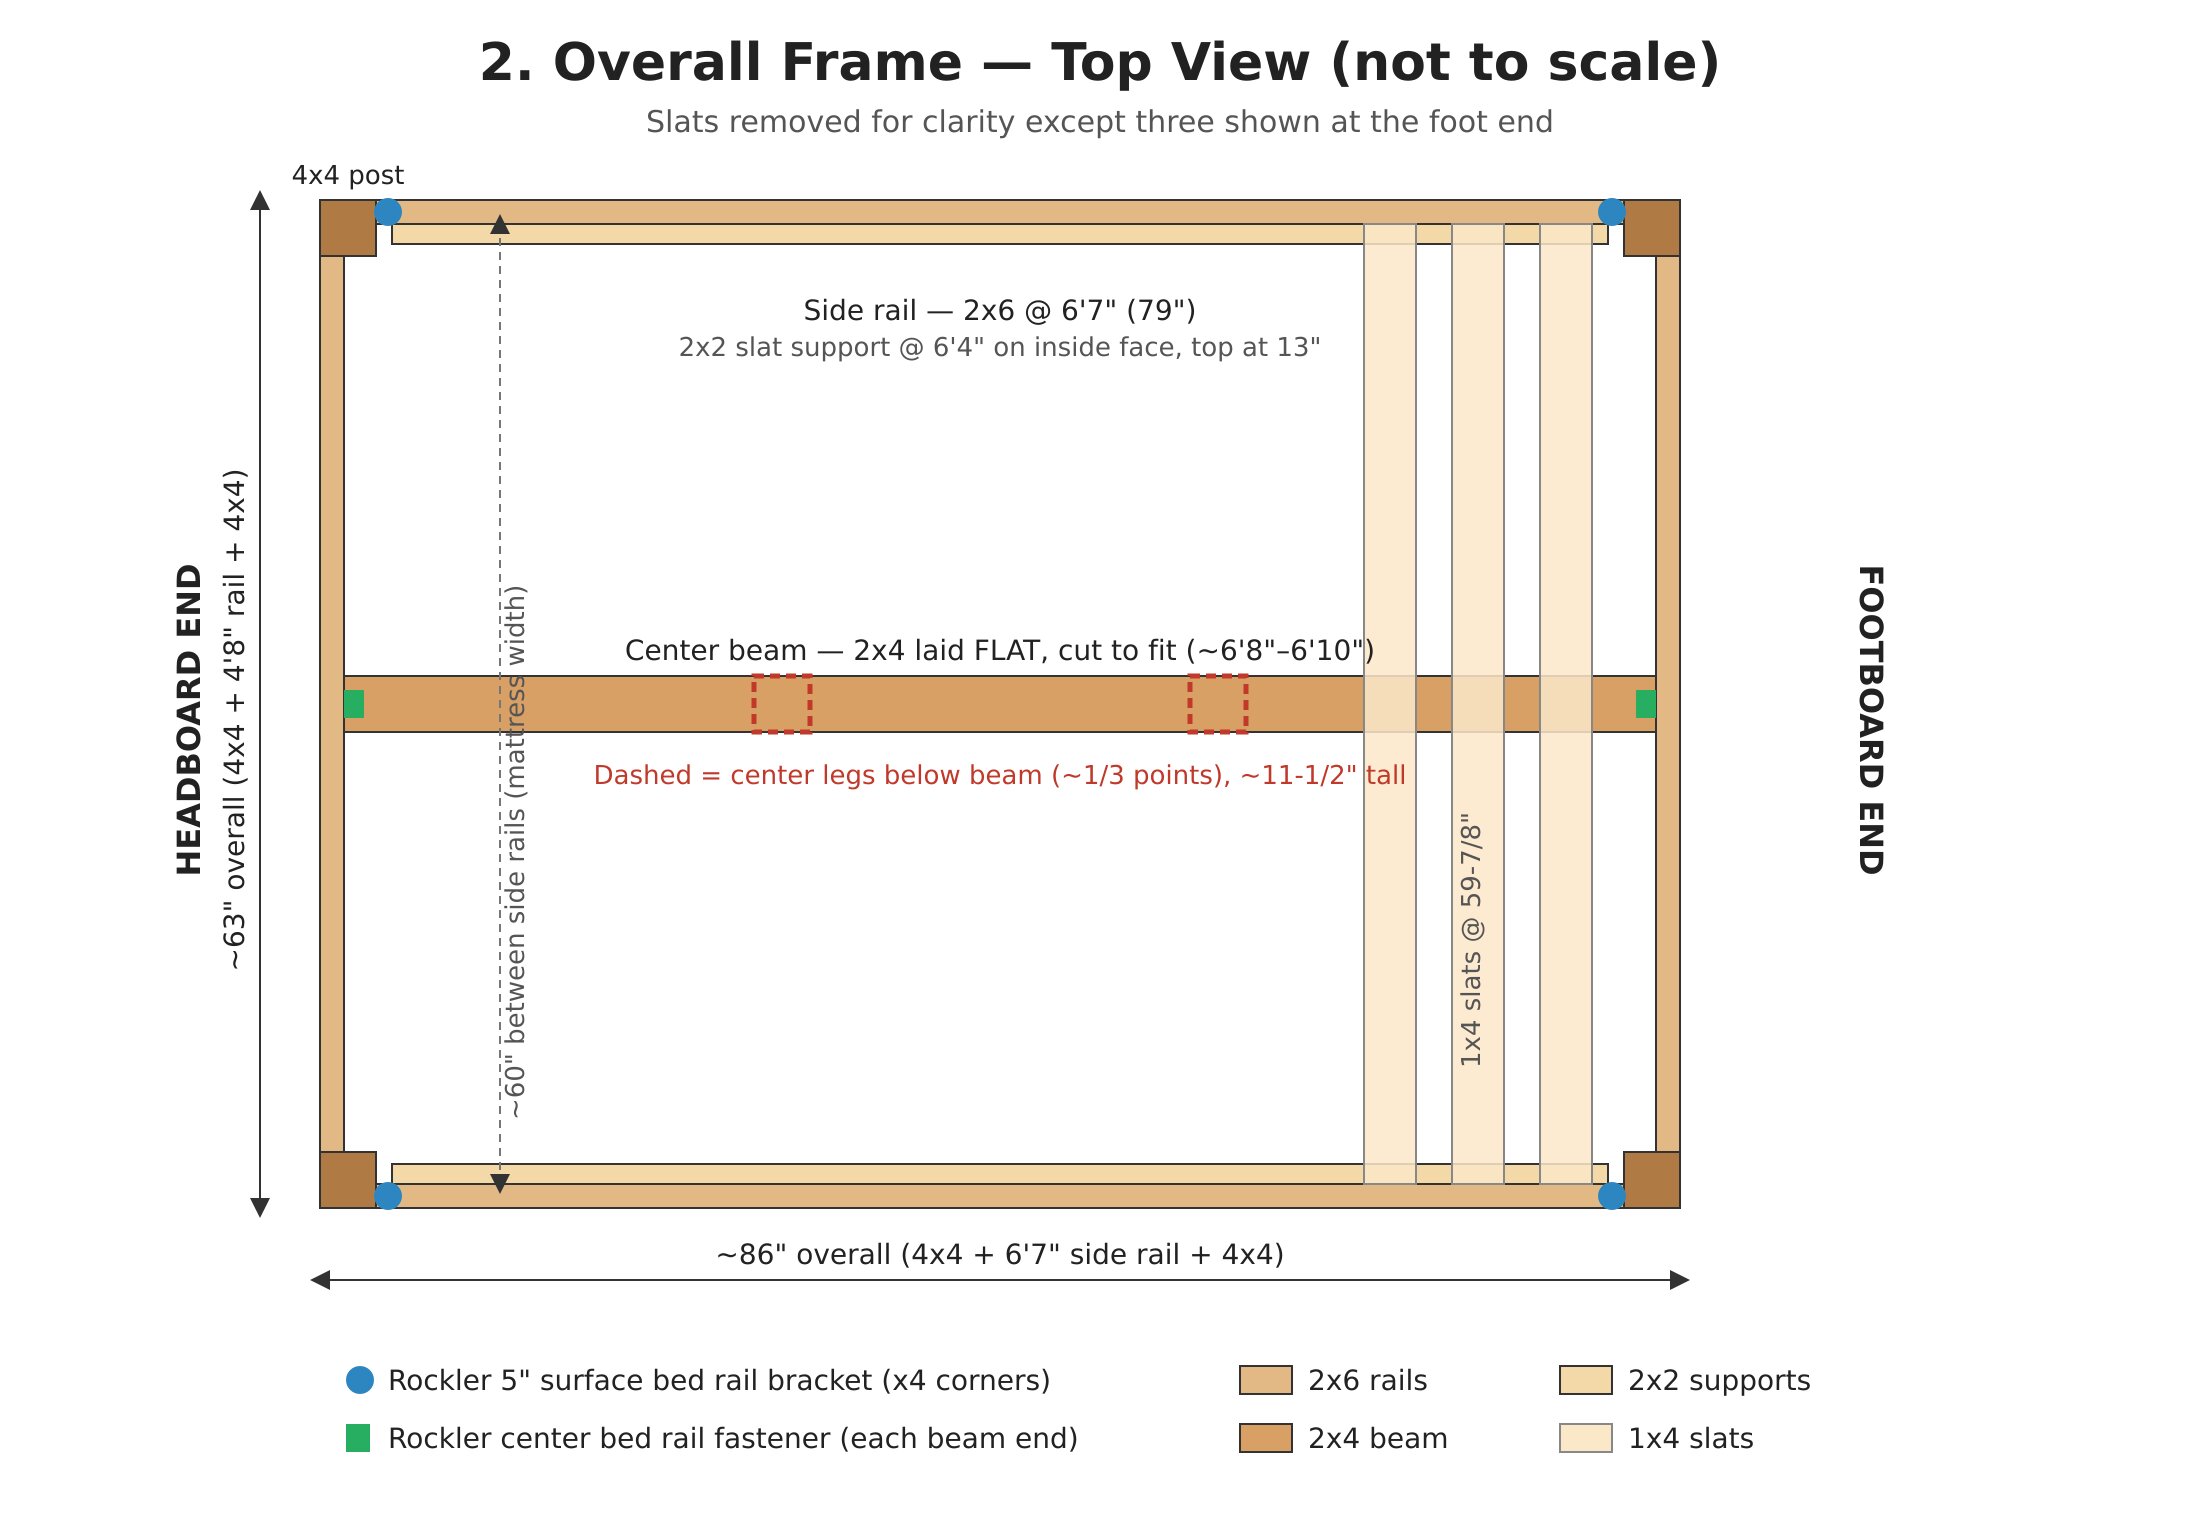 2. Overall Frame — Top View (not to scale)
Slats removed for clarity except three shown at the foot end
4x4 post
Side rail — 2x6 @ 6'7" (79")
2x2 slat support @ 6'4" on inside face, top at 13"
HEADBOARD END
~63" overall (4x4 + 4'8" rail + 4x4)
~60" between side rails (mattress width)
Center beam — 2x4 laid FLAT, cut to fit (~6'8"–6'10")
Dashed = center legs below beam (~1/3 points), ~11-1/2" tall
1x4 slats @ 59-7/8"
FOOTBOARD END
~86" overall (4x4 + 6'7" side rail + 4x4)
Rockler 5" surface bed rail bracket (x4 corners)
2x6 rails
2x2 supports
Rockler center bed rail fastener (each beam end)
2x4 beam
1x4 slats